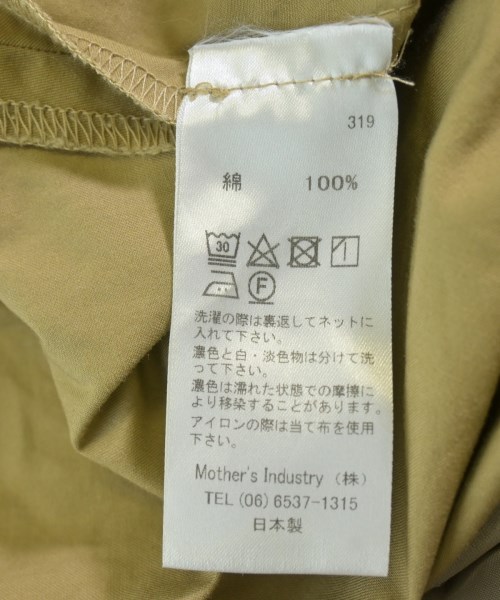 319
綿 100%
30
F
洗濯の際は裏返してネットに
入れて下さい。
濃色と白・淡色物は分けて洗
って下さい。
濃色は濡れた状態での摩擦に
より移染することがあります。
アイロンの際は当て布を使用
下さい。
Mother's Industry (株)
TEL (06) 6537-1315
日本製